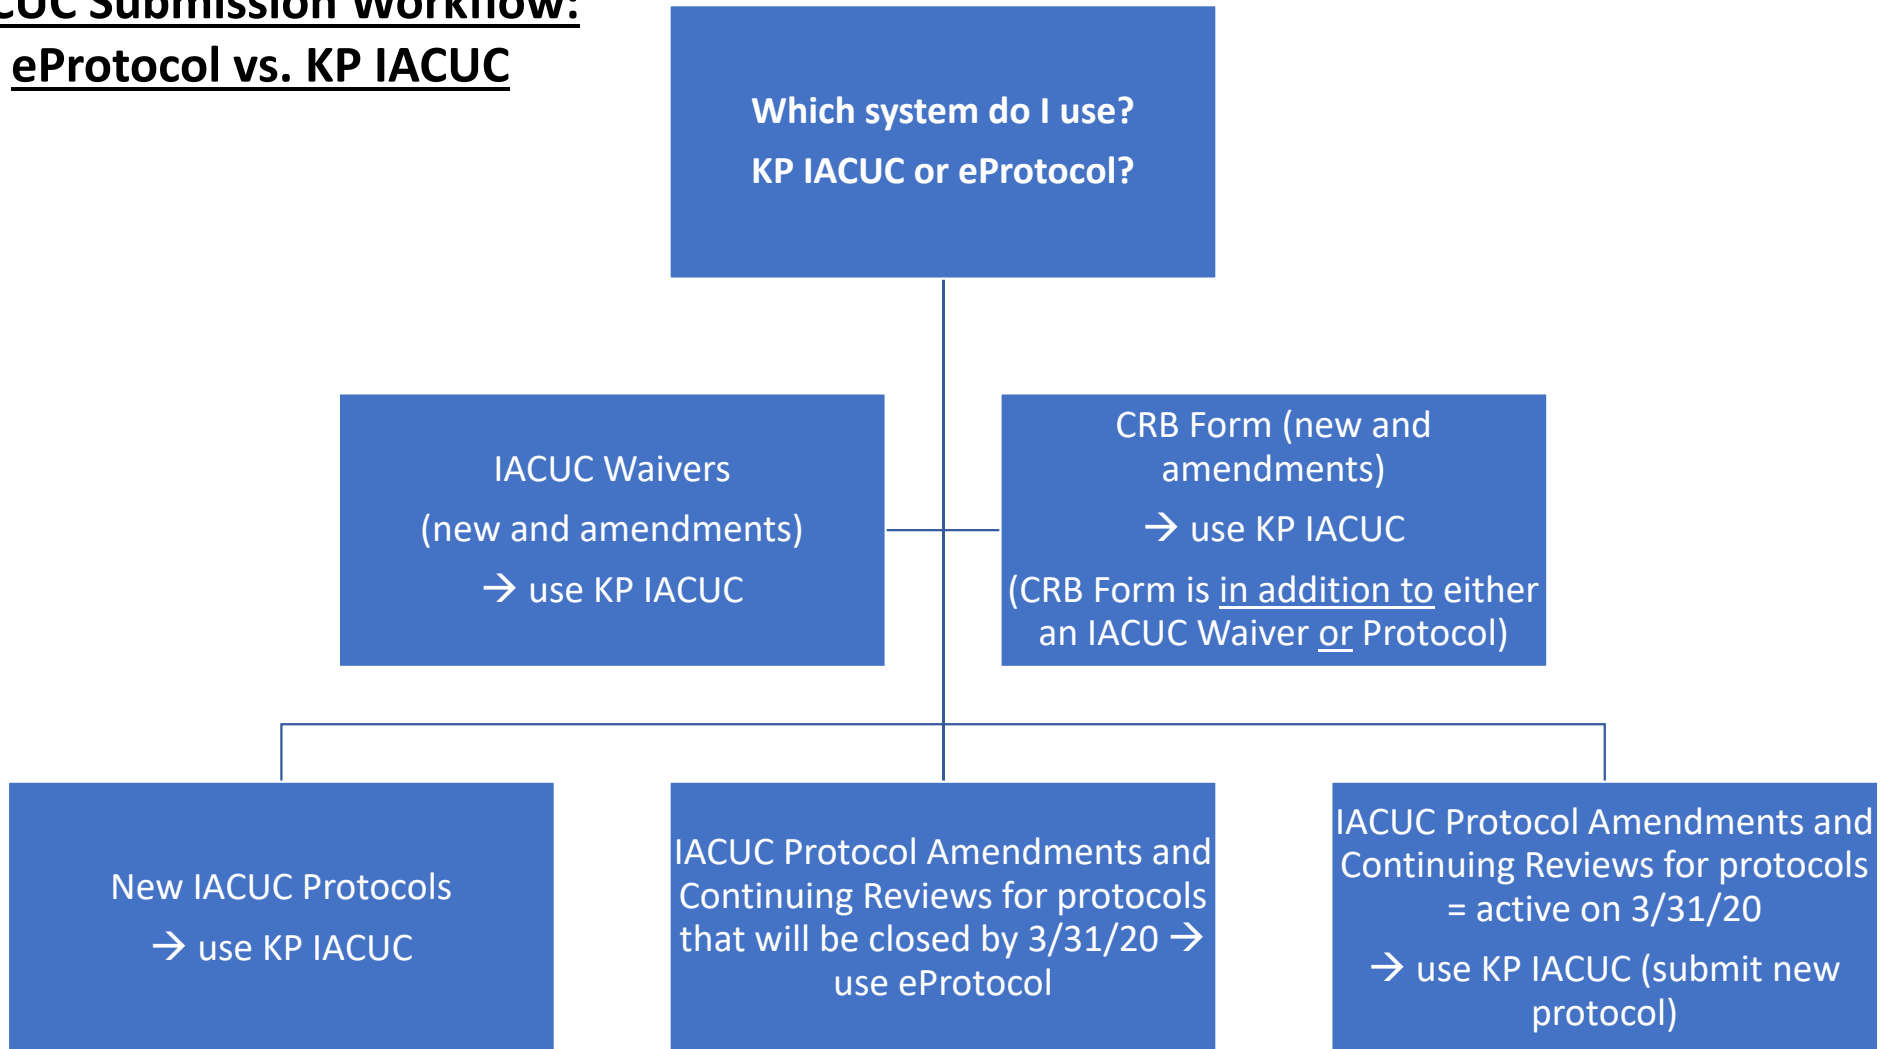 CUC Submission Workflow:
eProtocol vs. KP IACUC
Which system do I use?
KP IACUC or eProtocol?
IACUC Waivers
(new and amendments)
→ use KP IACUC
CRB Form (new and
amendments)
→ use KP IACUC
(CRB Form is in addition to either
an IACUC Waiver or Protocol)
New IACUC Protocols
→ use KP IACUC
IACUC Protocol Amendments and
Continuing Reviews for protocols
that will be closed by 3/31/20 →
use eProtocol
IACUC Protocol Amendments and
Continuing Reviews for protocols
= active on 3/31/20
→ use KP IACUC (submit new
protocol)